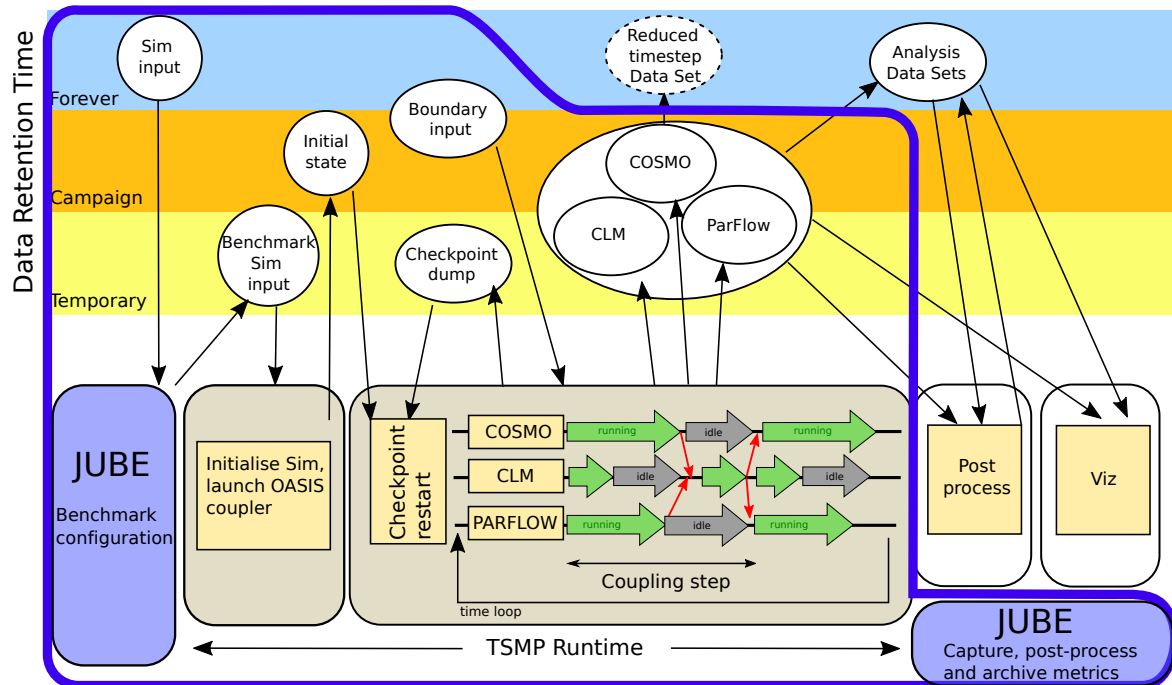 Data Retention Time
Forever
Campaign
Temporary
Sim
input
Boundary
input
Initial
state
Benchmark
Sim
input
Checkpoint
dump
Reduced
timestep
Data Set
Analysis
Data Sets
COSMO
CLM
ParFlow
JUBE
Benchmark
configuration
Initialise Sim,
launch OASIS
coupler
Checkpoint
restart
COSMO
running
idle
running
CLM
idle
idle
PARFLOW
running
idle
running
Coupling step
time loop
Post
process
Viz
TSMP Runtime
JUBE
Capture, post-process
and archive metrics